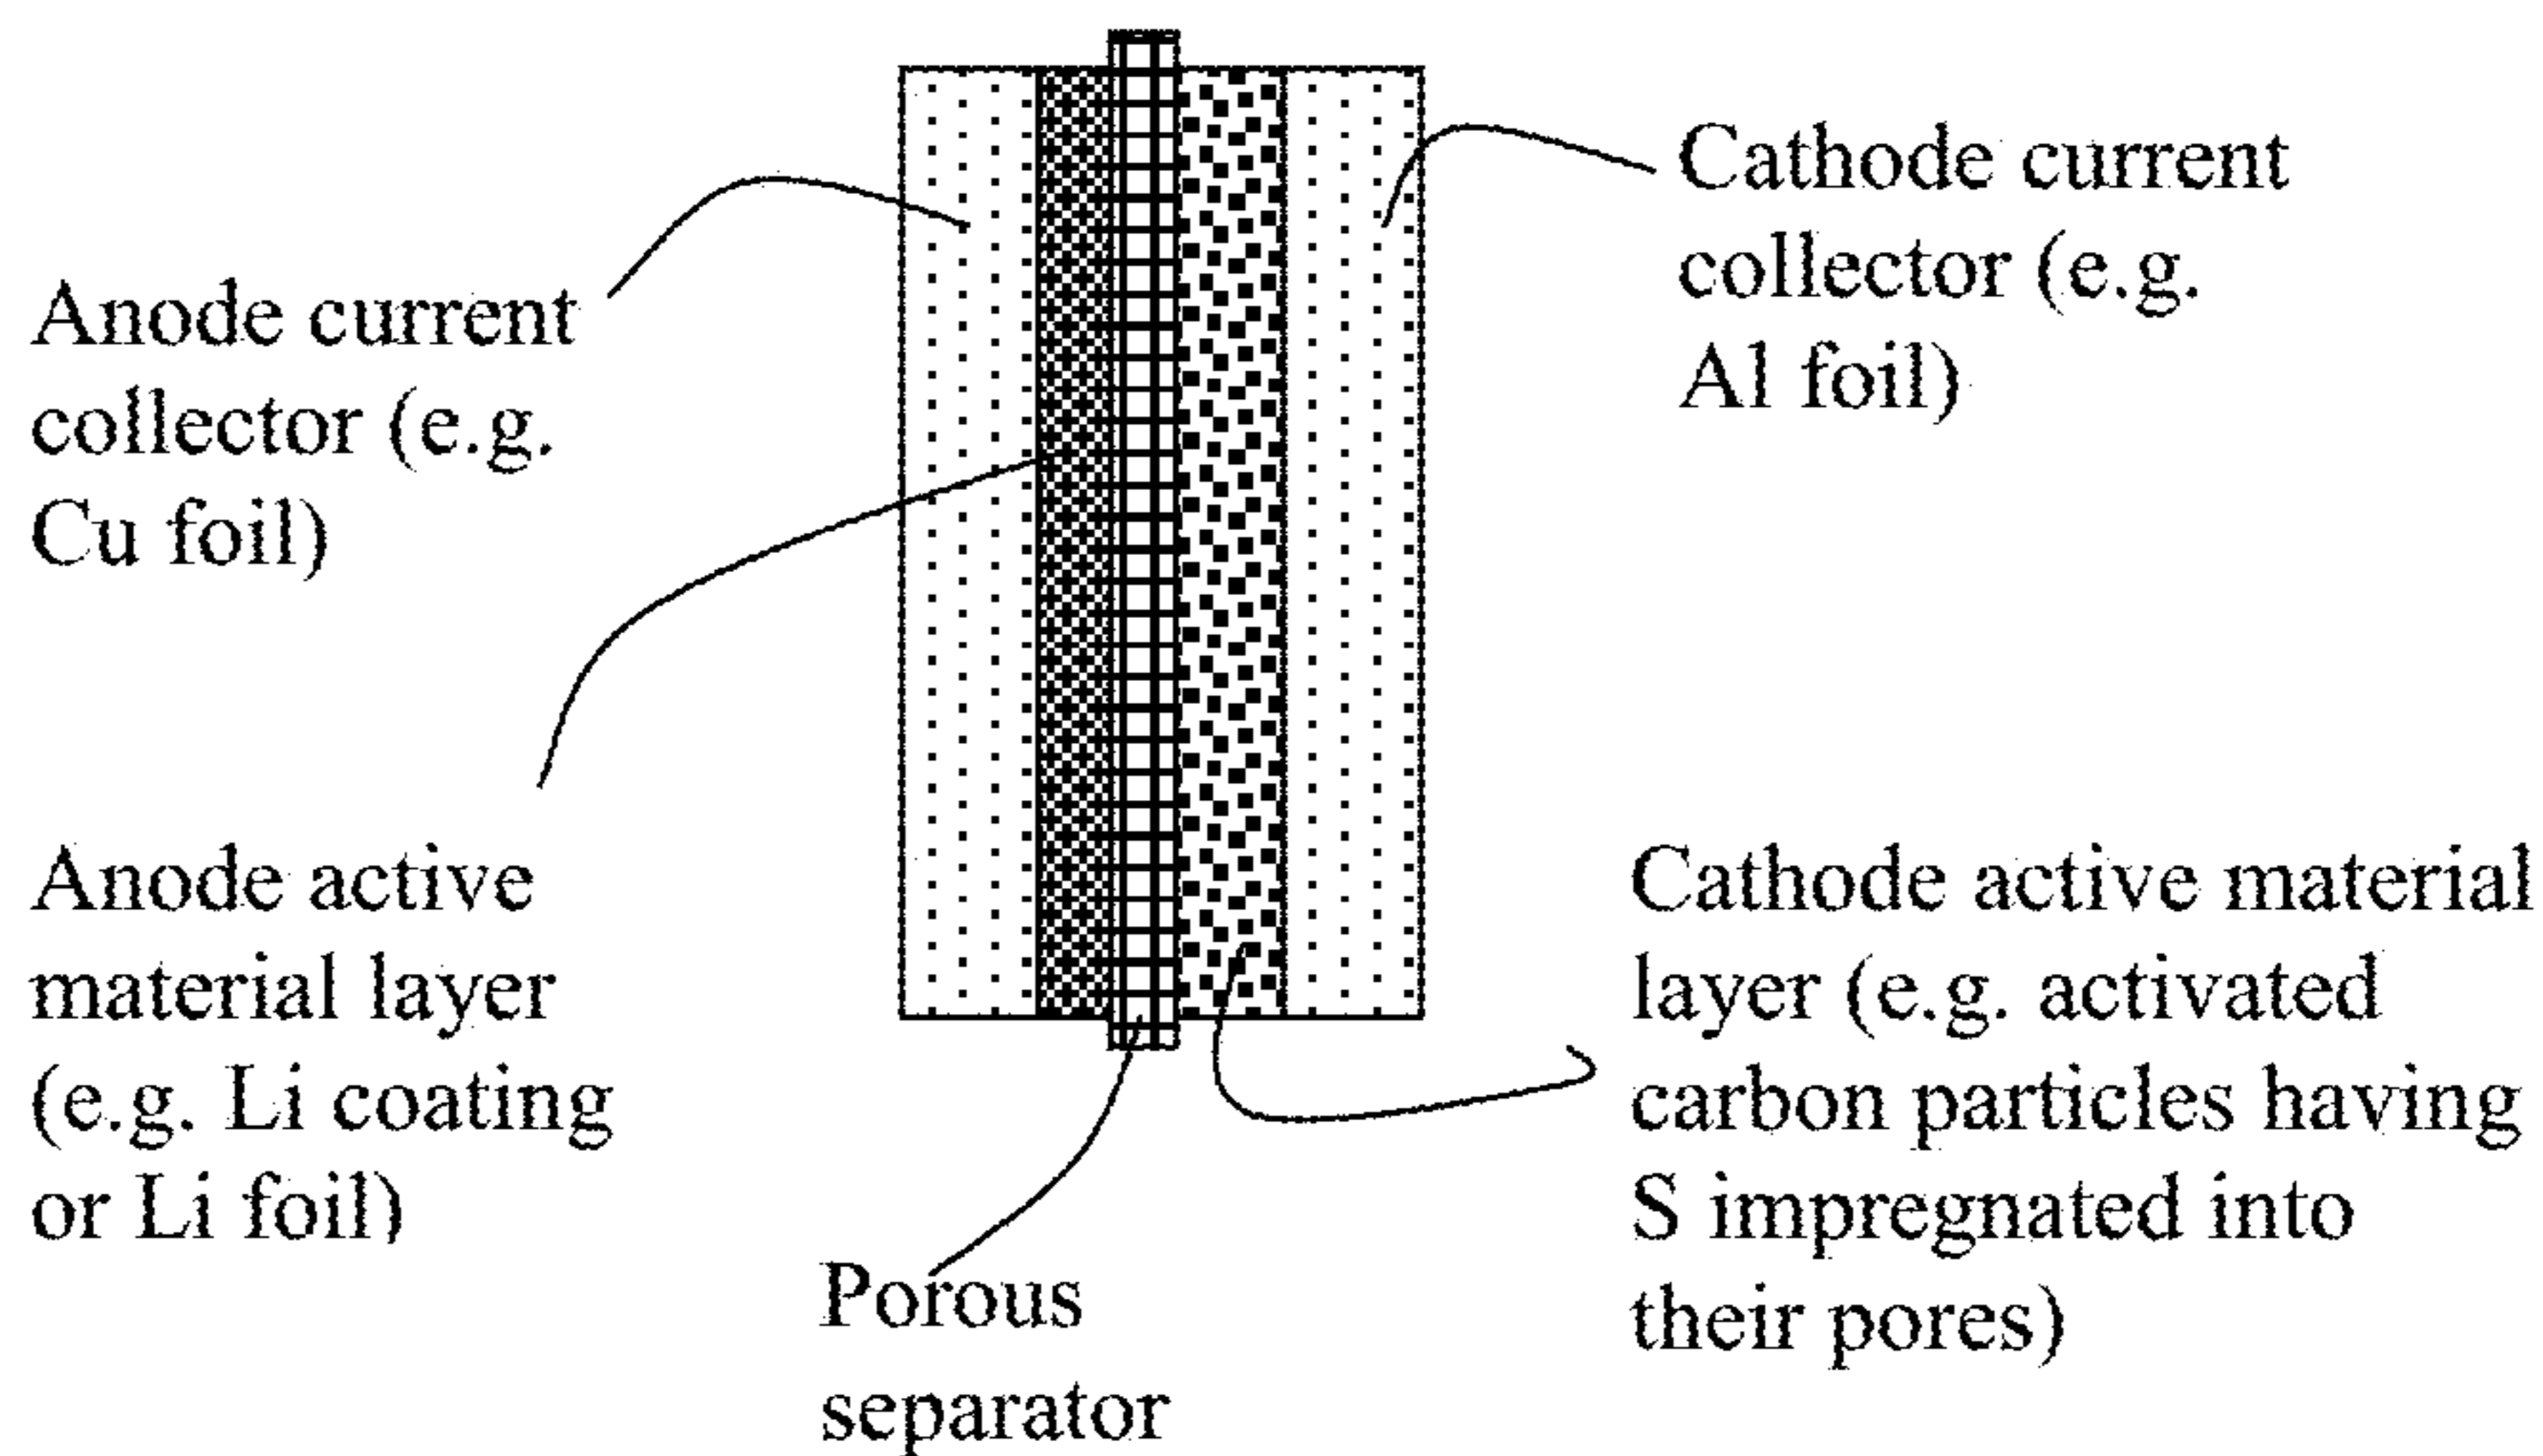 Anode current
collector (e.g.
Cu foil)
Anode active
material layer
(e.g. Li coating
or Li foil)
Porous
separator
Cathode current
collector (e.g.
Al foil)
Cathode active material
layer (e.g. activated
carbon particles having
S impregnated into
their pores)